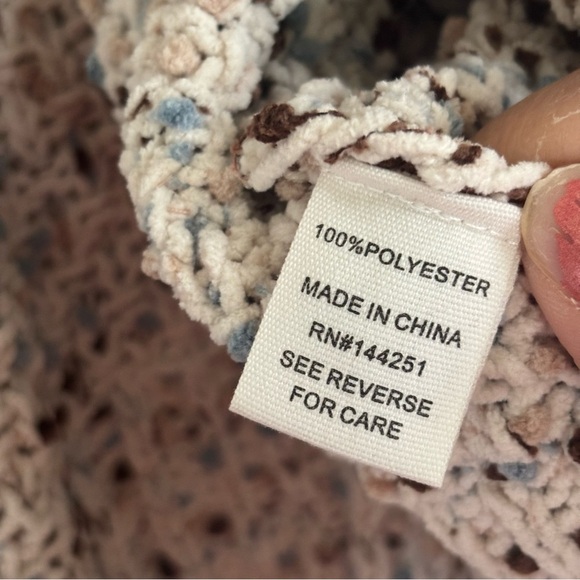 100%POLYESTER
MADE IN CHINA
RN#144251
SEE REVERSE
FOR CARE